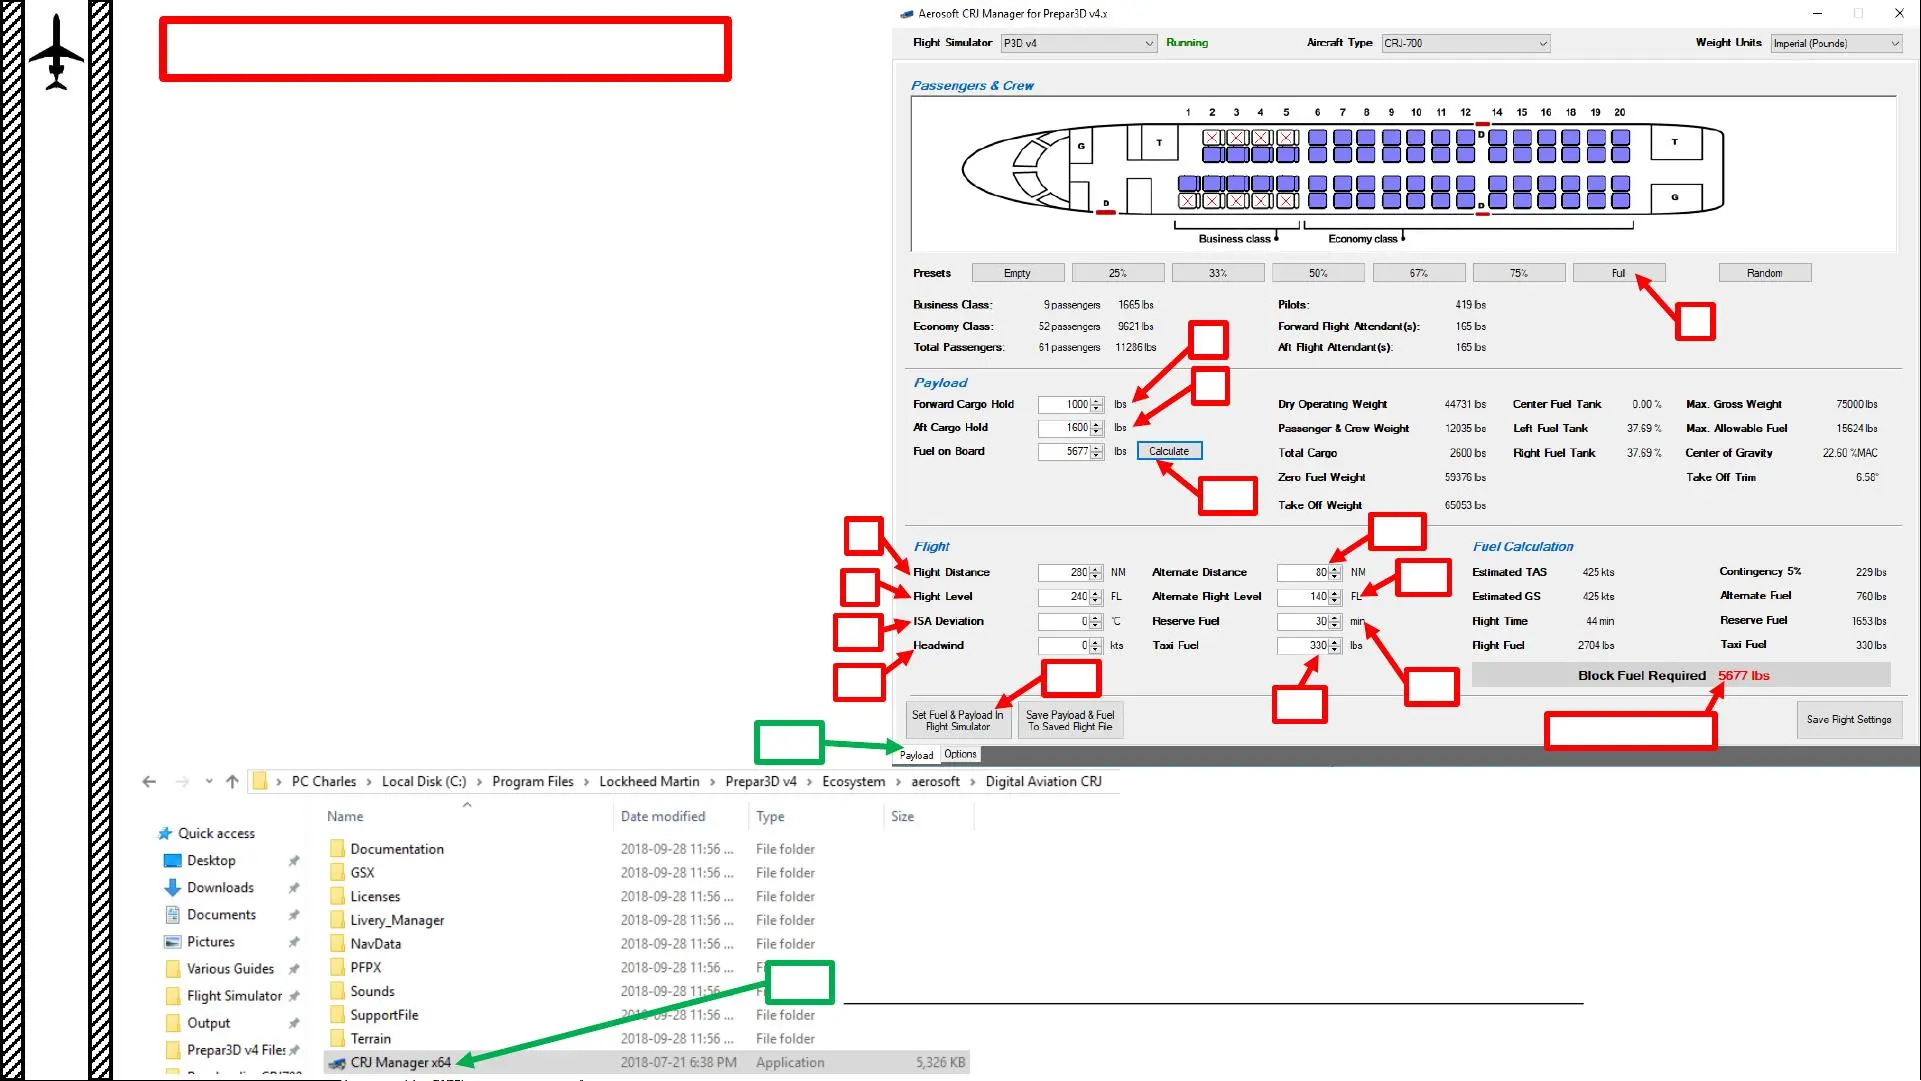 Aerosoft CRJ Manager for Prepar3D v4.x
Flight Simulator P3D v4 Running Aircraft Type CRJ-700 Weight Units Imperial (Pounds)
Passengers & Crew
1 2 3 4 5 6 7 8 9 10 11 12 14 15 16 18 19 20
G T D T
D D G
Business class Economy class
Presets Empty 25% 33% 50% 67% 75% Full Random
Business Class: 9 passengers 1665 lbs Pilots: 419 lbs
Economy Class: 52 passengers 9621 lbs Forward Flight Attendant(s): 165 lbs
Total Passengers: 61 passengers 11286 lbs Aft Flight Attendant(s): 165 lbs
Payload
Forward Cargo Hold 1000 lbs Dry Operating Weight 44731 lbs Center Fuel Tank 0.00 % Max. Gross Weight 75000 lbs
Aft Cargo Hold 1600 lbs Passenger & Crew Weight 12035 lbs Left Fuel Tank 37.69 % Max. Allowable Fuel 15624 lbs
Fuel on Board 5677 lbs Calculate Total Cargo 2600 lbs Right Fuel Tank 37.69 % Center of Gravity 22.60 %MAC
Zero Fuel Weight 59376 lbs Take Off Trim 6.58°
Take Off Weight 65053 lbs
Flight Fuel Calculation
Flight Distance 280 NM Alternate Distance 80 NM Estimated TAS 425 kts Contingency 5% 229 lbs
Flight Level 240 FL Alternate Flight Level 140 FL Estimated GS 425 kts Alternate Fuel 760 lbs
ISA Deviation 0 °C Reserve Fuel 30 min Flight Time 44 min Reserve Fuel 1653 lbs
Headwind 0 kts Taxi Fuel 330 lbs Flight Fuel 2704 lbs Taxi Fuel 330 lbs
Block Fuel Required 5677 lbs
Set Fuel & Payload In Flight Simulator Save Payload & Fuel To Saved Flight File Save Flight Settings
Payload Options
PC Charles Local Disk (C:) Program Files Lockheed Martin Prepar3D v4 Ecosystem aerosoft Digital Aviation CRJ
Name Date modified Type Size
Quick access
Desktop
Downloads
Documents
Pictures
Various Guides
Flight Simulator
Output
Prepar3D v4 Files
Documentation 2018-09-28 11:56 ... File folder
GSX 2018-09-28 11:56 ... File folder
Licenses 2018-09-28 11:56 ... File folder
Livery_Manager 2018-09-28 11:56 ... File folder
NavData 2018-09-28 11:56 ... File folder
PFPX 2018-09-28 11:56 ...
Sounds 2018-09-28 11:56
SupportFile 2018-09-28 11:56 ... File folder
Terrain 2018-09-28 11:56 ... File folder
CRJ Manager x64 2018-07-21 6:38 PM Application 5,326 KB